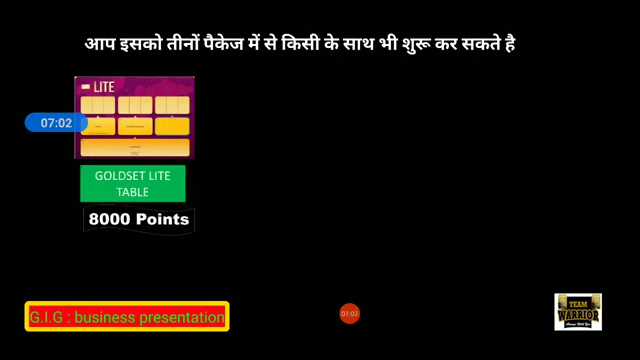 आप इसको तीनों पैकेज में से किसी के साथ भी शुरू कर सकते है
LITE
07:02
GOLDSET LITE
TABLE
8000 Points
G.I.G : business presentation
07:02
TEAM
WARRIOR